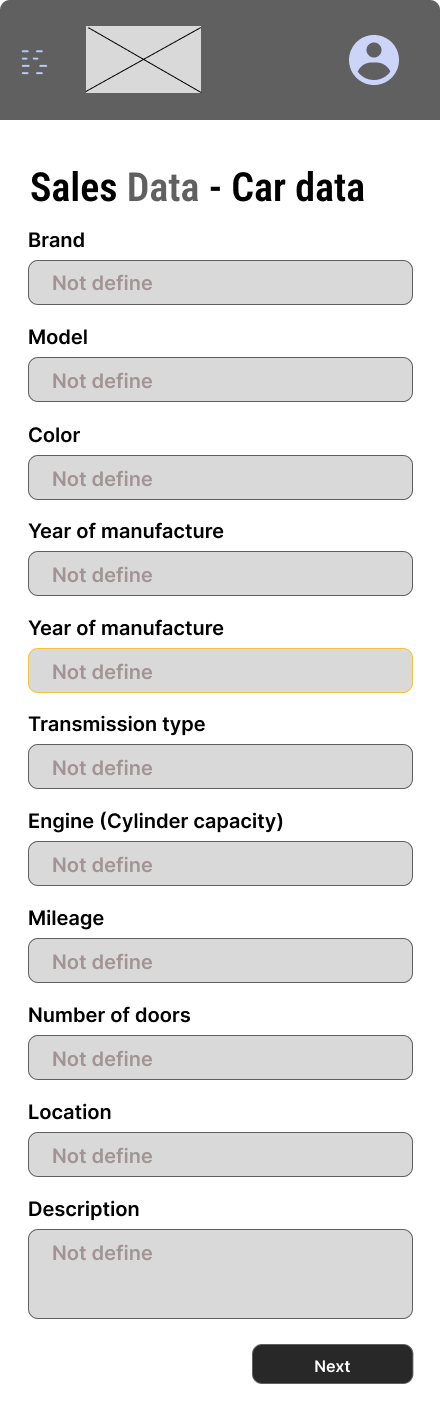 Sales Data - Car data
Brand
Not define
Model
Not define
Color
Not define
Year of manufacture
Not define
Year of manufacture
Not define
Transmission type
Not define
Engine (Cylinder capacity)
Not define
Mileage
Not define
Number of doors
Not define
Location
Not define
Description
Not define
Next